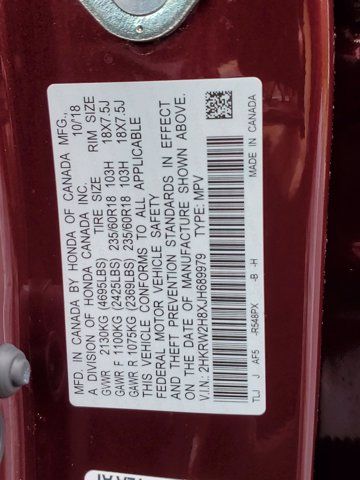 MFD. IN CANADA BY HONDA OF CANADA MFG.,
A DIVISION OF HONDA CANADA INC. 10/18
TIRE SIZE RIM SIZE
GVWR 2130KG (4695LBS)
GAWR F 1100KG (2425LBS) 235/60R18 103H 18X7.5J
GAWR R 1075KG (2369LBS) 235/60R18 103H 18X7.5J
THIS VEHICLE CONFORMS TO ALL APPLICABLE
FEDERAL MOTOR VEHICLE SAFETY
AND THEFT PREVENTION STANDARDS IN EFFECT
ON THE DATE OF MANUFACTURE SHOWN ABOVE.
V.I.N.: 2HKRW2H8XJH689979 TYPE: MPV
TLJ J AF5 -R548PX -B -H MADE IN CANADA